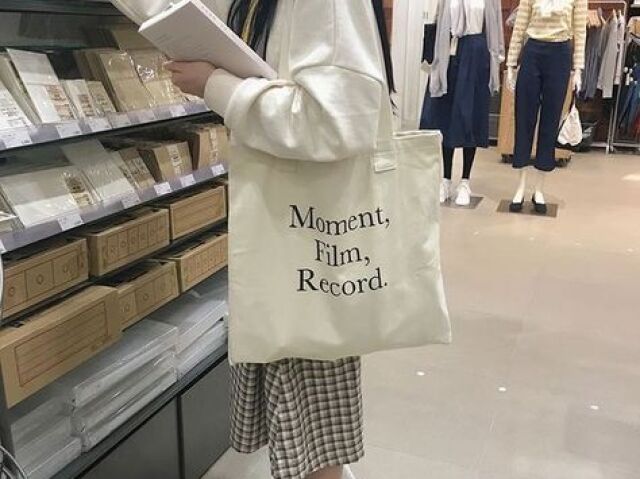 Moment,
Film,
Record.